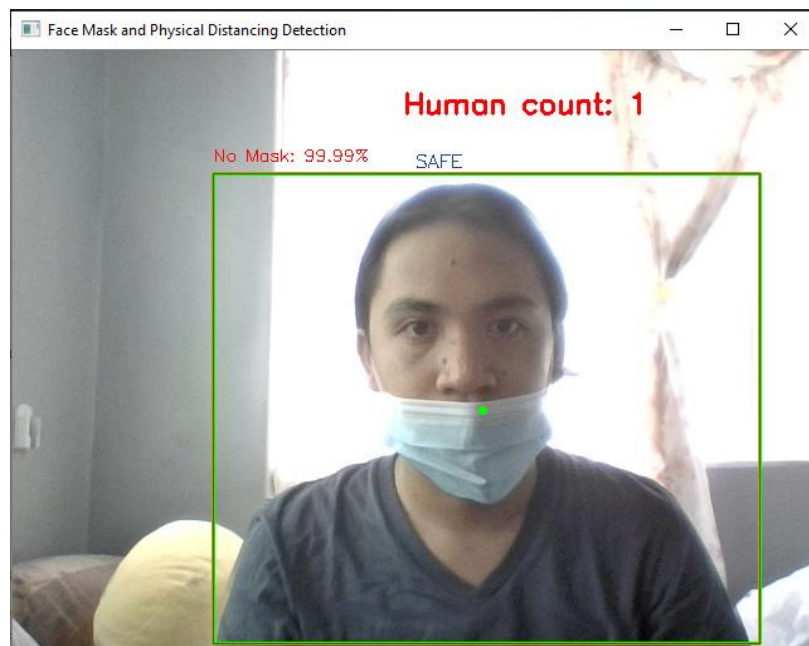 Face Mask and Physical Distancing Detection
Human count: 1
No Mask: 99.99%
SAFE